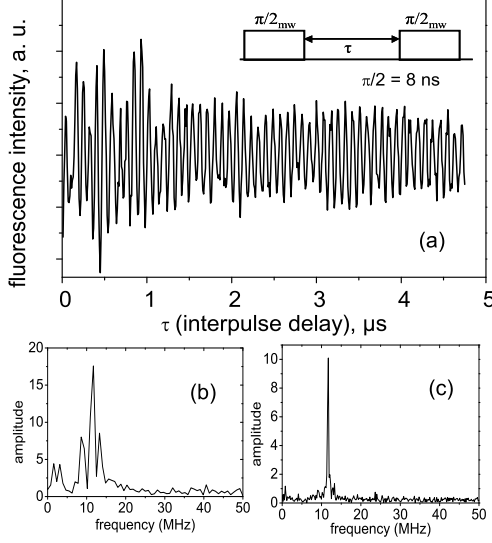 π/2mw π/2mw
τ
π/2 = 8 ns
fluorescence intensity, a. u.
(a)
0 1 2 3 4 5
τ (interpulse delay), μs
20
15
10
5
0
amplitude
(b)
0 10 20 30 40 50
frequency (MHz)
10
8
6
4
2
0
amplitude
(c)
0 10 20 30 40 50
frequency (MHz)